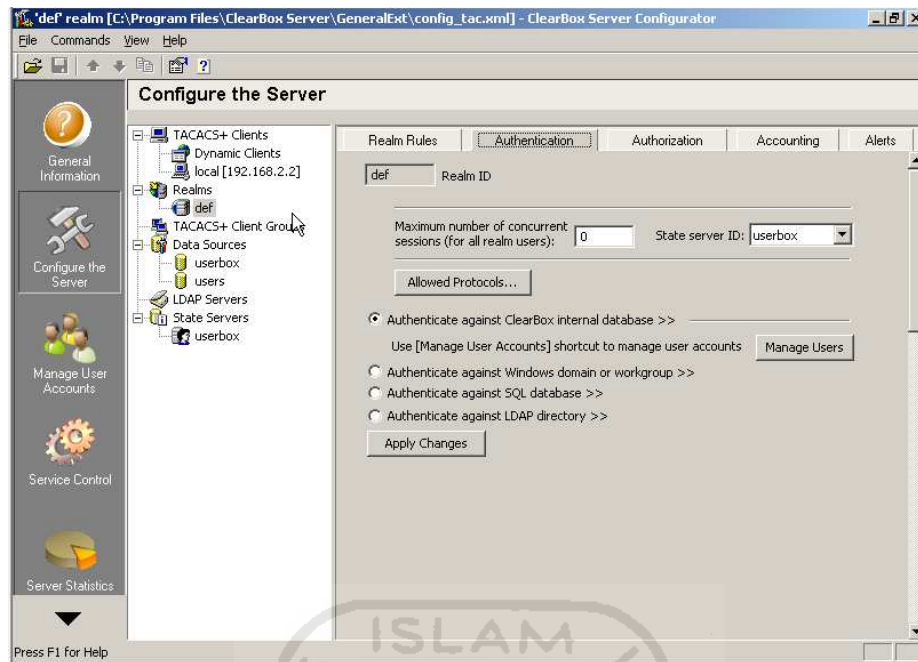 'def' realm [C:\Program Files\ClearBox Server\GeneralExt\config_tac.xml] - ClearBox Server Configurator
File Commands View Help
Configure the Server
General Information
Configure the Server
Manage User Accounts
Service Control
Server Statistics
TACACS+ Clients
Dynamic Clients
local [192.168.2.2]
Realms
def
TACACS+ Client Groups
Data Sources
userbox
users
LDAP Servers
State Servers
userbox
Realm Rules Authentication Authorization Accounting Alerts
def Realm ID
Maximum number of concurrent
sessions (for all realm users): 0 State server ID: userbox
Allowed Protocols...
Authenticate against ClearBox internal database >>
Use [Manage User Accounts] shortcut to manage user accounts Manage Users
Authenticate against Windows domain or workgroup >>
Authenticate against SQL database >>
Authenticate against LDAP directory >>
Apply Changes
Press F1 for Help
ISLAM